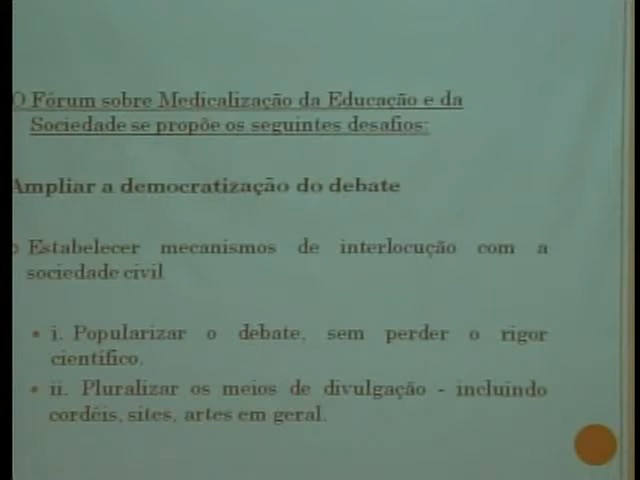 O Fórum sobre Medicalização da Educação e da
Sociedade se propõe os seguintes desafios:
Ampliar a democratização do debate
Estabelecer mecanismos de interlocução com a
sociedade civil
i. Popularizar o debate, sem perder o rigor
científico.
ii. Pluralizar os meios de divulgação - incluindo
cordéis, sites, artes em geral.